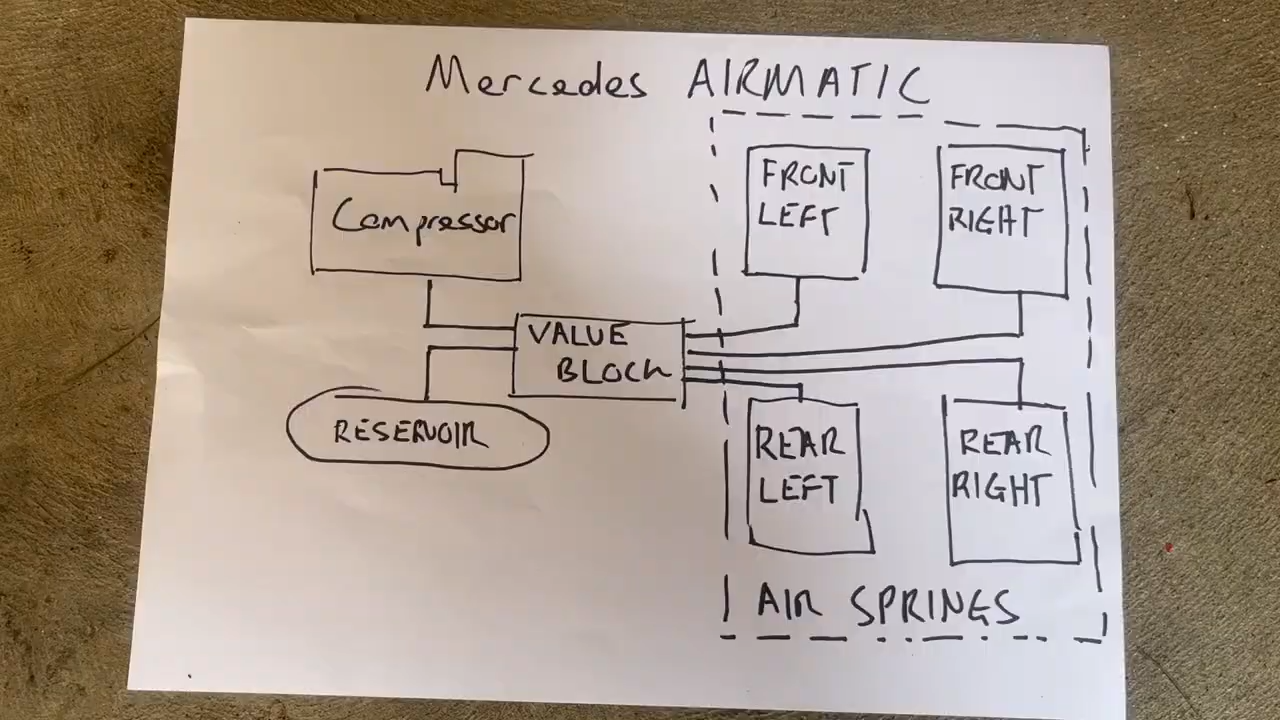 Mercedes AIRMATIC
Compressor
FRONT
LEFT
FRONT
RIGHT
VALUE
BLOCK
RESERVOIR
REAR
LEFT
REAR
RIGHT
AIR SPRINGS